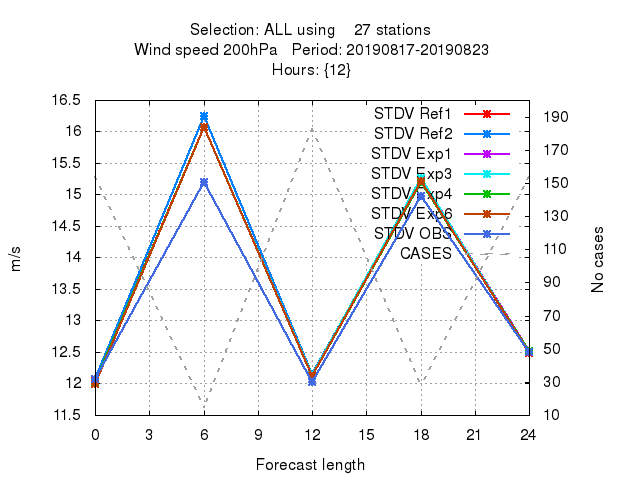 Selection: ALL using    27 stations
Wind speed 200hPa   Period: 20190817-20190823
Hours: {12}
16.5
16
15.5
15
14.5
14
13.5
13
12.5
12
11.5
m/s
STDV Ref1
STDV Ref2
STDV Exp1
STDV Exp3
STDV Exp4
STDV Exp6
STDV OBS
CASES
190
170
150
130
110
90
70
50
30
10
No cases
0 3 6 9 12 15 18 21 24
Forecast length